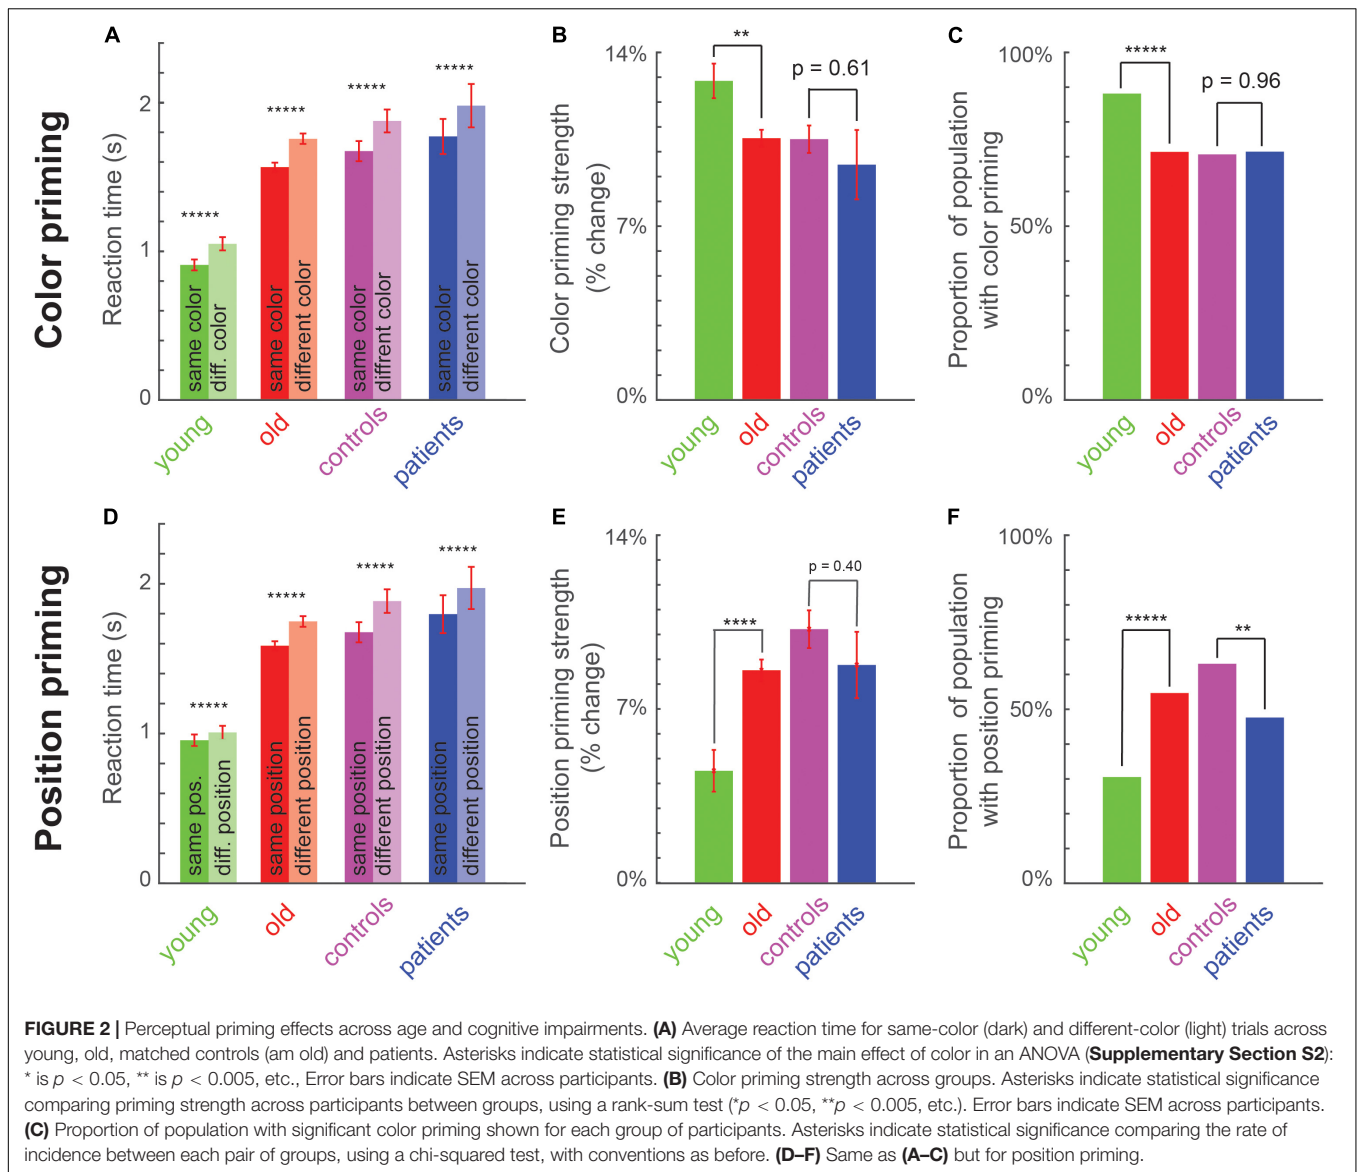 Color priming
A
Reaction time (s)
2
1
0
*****
*****
*****
*****
same color
diff. color
same color
different color
same color
diffrent color
same color
different color
young
old
controls
patients
B
Color priming strength
(% change)
14%
7%
0%
**
p = 0.61
young
old
controls
patients
C
Proportion of population
with color priming
100%
50%
0%
*****
p = 0.96
young
old
controls
patients
Position priming
D
Reaction time (s)
2
1
0
*****
*****
*****
*****
same pos.
diff. position
same position
different position
same position
different position
same position
different position
young
old
controls
patients
E
Position priming strength
(% change)
14%
7%
0%
****
p = 0.40
young
old
controls
patients
F
Proportion of population
with position priming
100%
50%
0%
*****
**
young
old
controls
patients
FIGURE 2 | Perceptual priming effects across age and cognitive impairments. (A) Average reaction time for same-color (dark) and different-color (light) trials across
young, old, matched controls (am old) and patients. Asterisks indicate statistical significance of the main effect of color in an ANOVA (Supplementary Section S2):
* is p < 0.05, ** is p < 0.005, etc., Error bars indicate SEM across participants. (B) Color priming strength across groups. Asterisks indicate statistical significance
comparing priming strength across participants between groups, using a rank-sum test (*p < 0.05, **p < 0.005, etc.). Error bars indicate SEM across participants.
(C) Proportion of population with significant color priming shown for each group of participants. Asterisks indicate statistical significance comparing the rate of
incidence between each pair of groups, using a chi-squared test, with conventions as before. (D–F) Same as (A–C) but for position priming.